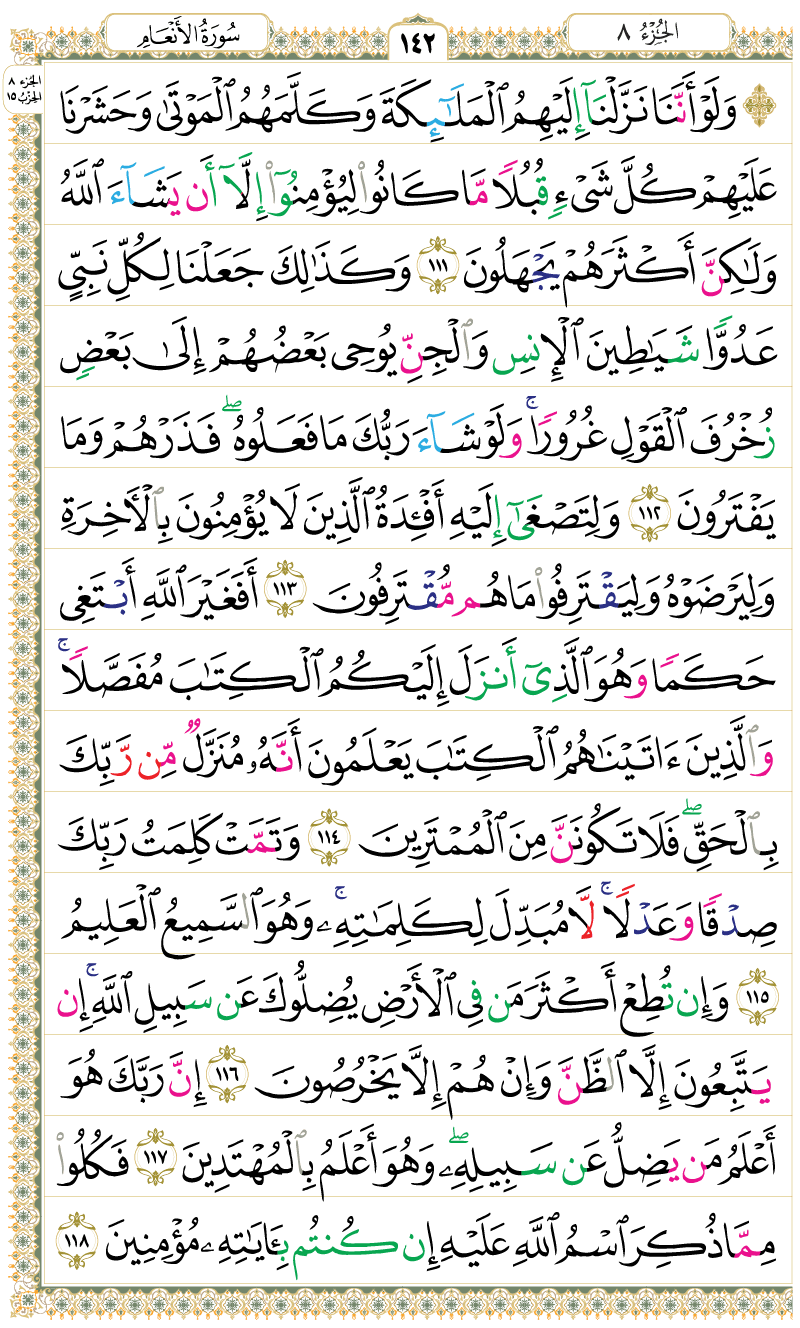 الجُزْءُ ٨
١٤٢
سُورَةُ الأَنْعَامِ
الجزء ٨
الحزب ١٥
۞ وَلَوْ أَنَّنَا نَزَّلْنَآ إِلَيْهِمُ ٱلْمَلَـٰٓئِكَةَ وَكَلَّمَهُمُ ٱلْمَوْتَىٰ وَحَشَرْنَا
عَلَيْهِمْ كُلَّ شَىْءٍ قُبُلًا مَّا كَانُوا۟ لِيُؤْمِنُوٓا۟ إِلَّآ أَن يَشَآءَ ٱللَّهُ
وَلَـٰكِنَّ أَكْثَرَهُمْ يَجْهَلُونَ ١١١ وَكَذَٰلِكَ جَعَلْنَا لِكُلِّ نَبِىٍّ
عَدُوًّا شَيَـٰطِينَ ٱلْإِنسِ وَٱلْجِنِّ يُوحِى بَعْضُهُمْ إِلَىٰ بَعْضٍ
زُخْرُفَ ٱلْقَوْلِ غُرُورًا ۚ وَلَوْ شَآءَ رَبُّكَ مَا فَعَلُوهُ ۖ فَذَرْهُمْ وَمَا
يَفْتَرُونَ ١١٢ وَلِتَصْغَىٰٓ إِلَيْهِ أَفْـِٔدَةُ ٱلَّذِينَ لَا يُؤْمِنُونَ بِٱلْـَٔاخِرَةِ
وَلِيَرْضَوْهُ وَلِيَقْتَرِفُوا۟ مَا هُم مُّقْتَرِفُونَ ١١٣ أَفَغَيْرَ ٱللَّهِ أَبْتَغِى
حَكَمًا وَهُوَ ٱلَّذِىٓ أَنزَلَ إِلَيْكُمُ ٱلْكِتَـٰبَ مُفَصَّلًا ۚ
وَٱلَّذِينَ ءَاتَيْنَـٰهُمُ ٱلْكِتَـٰبَ يَعْلَمُونَ أَنَّهُۥ مُنَزَّلٌ مِّن رَّبِّكَ
بِٱلْحَقِّ ۖ فَلَا تَكُونَنَّ مِنَ ٱلْمُمْتَرِينَ ١١٤ وَتَمَّتْ كَلِمَتُ رَبِّكَ
صِدْقًا وَعَدْلًا ۚ لَّا مُبَدِّلَ لِكَلِمَـٰتِهِۦ ۚ وَهُوَ ٱلسَّمِيعُ ٱلْعَلِيمُ
١١٥ وَإِن تُطِعْ أَكْثَرَ مَن فِى ٱلْأَرْضِ يُضِلُّوكَ عَن سَبِيلِ ٱللَّهِ ۚ إِن
يَتَّبِعُونَ إِلَّا ٱلظَّنَّ وَإِنْ هُمْ إِلَّا يَخْرُصُونَ ١١٦ إِنَّ رَبَّكَ هُوَ
أَعْلَمُ مَن يَضِلُّ عَن سَبِيلِهِۦ ۖ وَهُوَ أَعْلَمُ بِٱلْمُهْتَدِينَ ١١٧ فَكُلُوا۟
مِمَّا ذُكِرَ ٱسْمُ ٱللَّهِ عَلَيْهِ إِن كُنتُم بِـَٔايَـٰتِهِۦ مُؤْمِنِينَ ١١٨